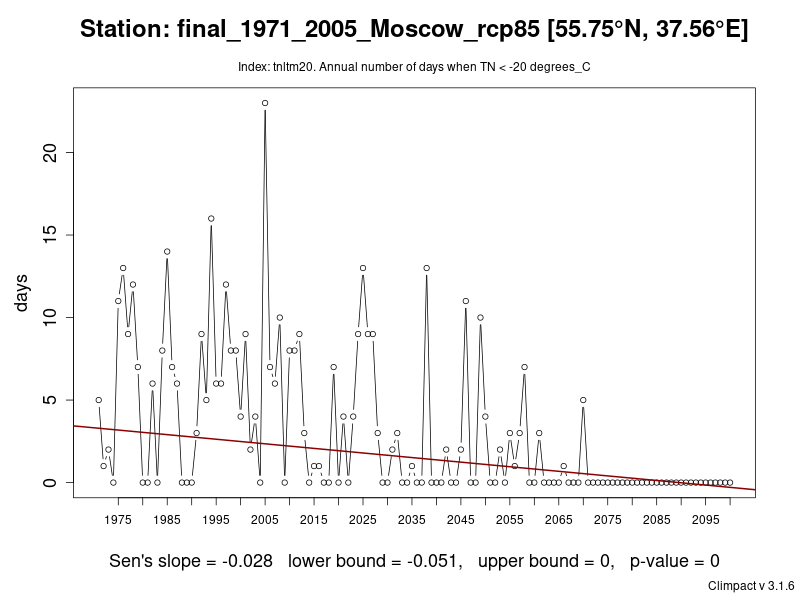 Station: final_1971_2005_Moscow_rcp85 [55.75°N, 37.56°E]
Index: tnltm20. Annual number of days when TN < -20 degrees_C
days
20
15
10
5
0
1975 1985 1995 2005 2015 2025 2035 2045 2055 2065 2075 2085 2095
Sen's slope = -0.028 lower bound = -0.051, upper bound = 0, p-value = 0
Climpact v 3.1.6